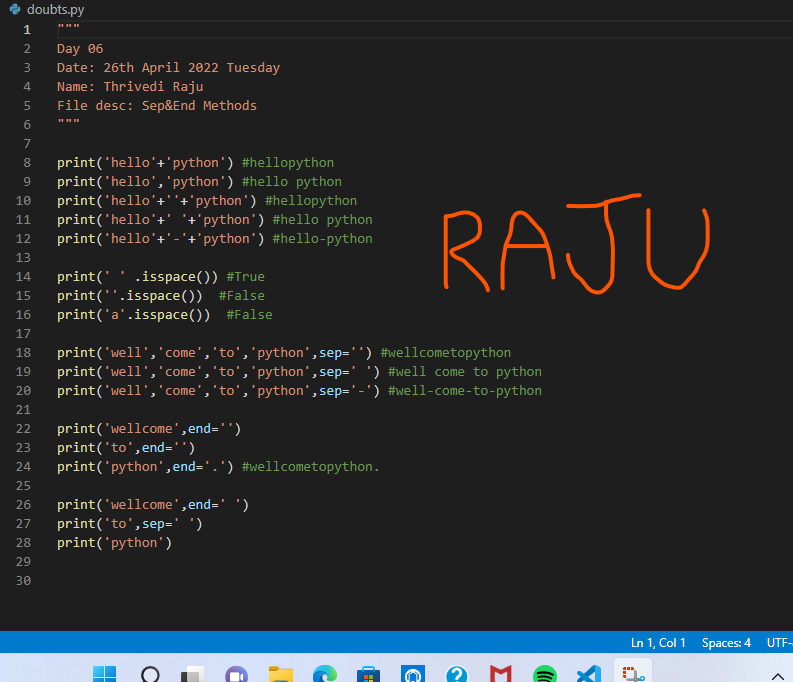 doubts.py
1 """
2 Day 06
3 Date: 26th April 2022 Tuesday
4 Name: Thrivedi Raju
5 File desc: Sep&End Methods
6 """
7
8 print('hello'+'python') #hellopython
9 print('hello','python') #hello python
10 print('hello'+''+'python') #hellopython
11 print('hello'+' '+'python') #hello python
12 print('hello'+'-'+'python') #hello-python
RAJU
13
14 print(' ' .isspace()) #True
15 print(''.isspace())  #False
16 print('a'.isspace())  #False
17
18 print('well','come','to','python',sep='') #wellcometopython
19 print('well','come','to','python',sep=' ') #well come to python
20 print('well','come','to','python',sep='-') #well-come-to-python
21
22 print('wellcome',end='')
23 print('to',end='')
24 print('python',end='.') #wellcometopython.
25
26 print('wellcome',end=' ')
27 print('to',sep=' ')
28 print('python')
29
30
Ln 1, Col 1 Spaces: 4 UTF-